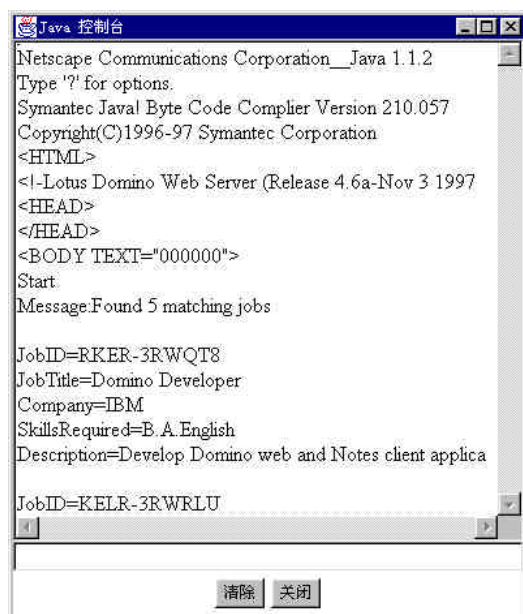 Java 控制台
Netscape Communications Corporation__Java 1.1.2
Type '?' for options.
Symantec Java! Byte Code Complier Version 210.057
Copyright(C)1996-97 Symantec Corporation
<HTML>
<!-Lotus Domino Web Server (Release 4.6a-Nov 3 1997
<HEAD>
</HEAD>
<BODY TEXT="000000">
Start
Message:Found 5 matching jobs
JobID=RKER-3RWQT8
JobTitle=Domino Developer
Company=IBM
SkillsRequired=B.A.English
Description=Develop Domino web and Notes client applica
JobID=KELR-3RWRLU
清除 关闭